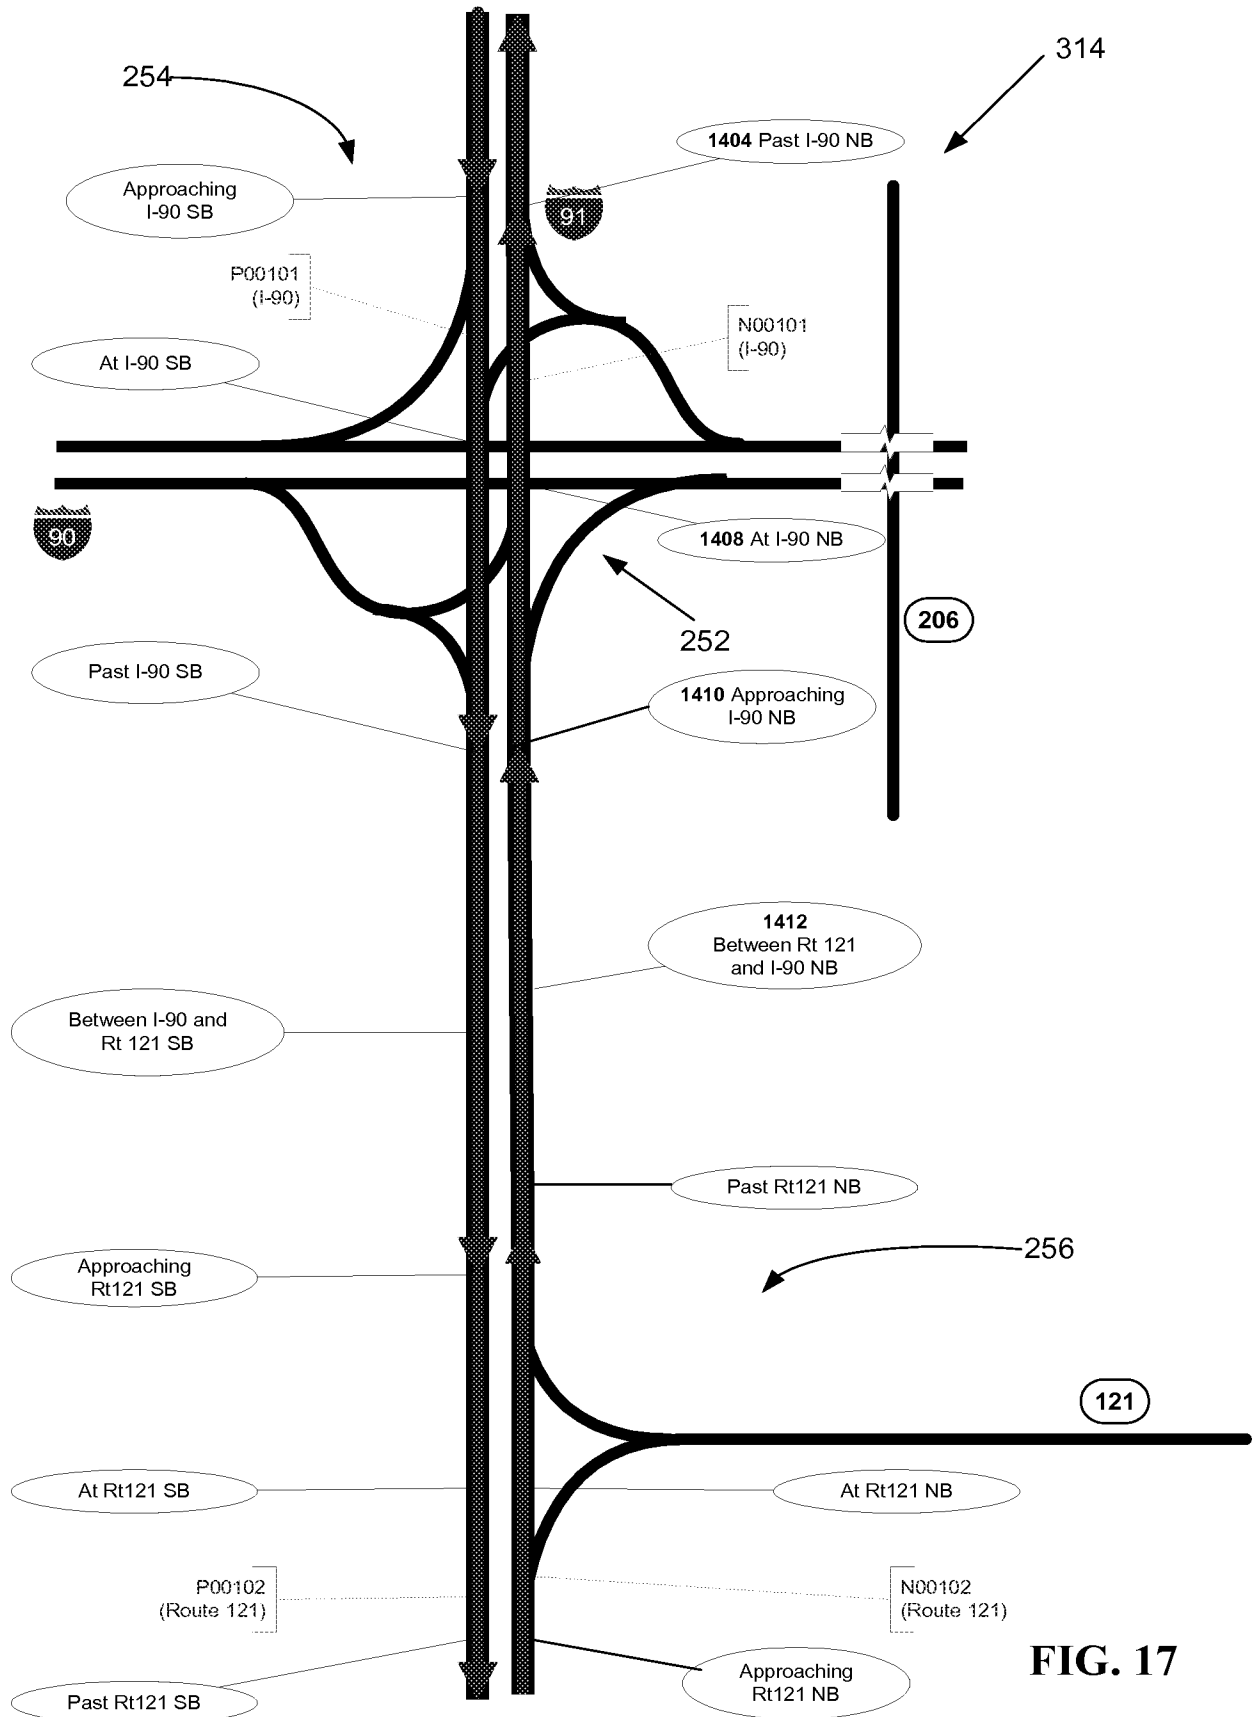 254
314
1404 Past I-90 NB
Approaching
I-90 SB
91
P00101
(I-90)
N00101
(I-90)
At I-90 SB
90
1408 At I-90 NB
206
252
Past I-90 SB
1410 Approaching
I-90 NB
1412
Between Rt 121
and I-90 NB
Between I-90 and
Rt 121 SB
Past Rt121 NB
256
Approaching
Rt121 SB
121
At Rt121 SB
At Rt121 NB
P00102
(Route 121)
N00102
(Route 121)
FIG. 17
Approaching
Rt121 NB
Past Rt121 SB